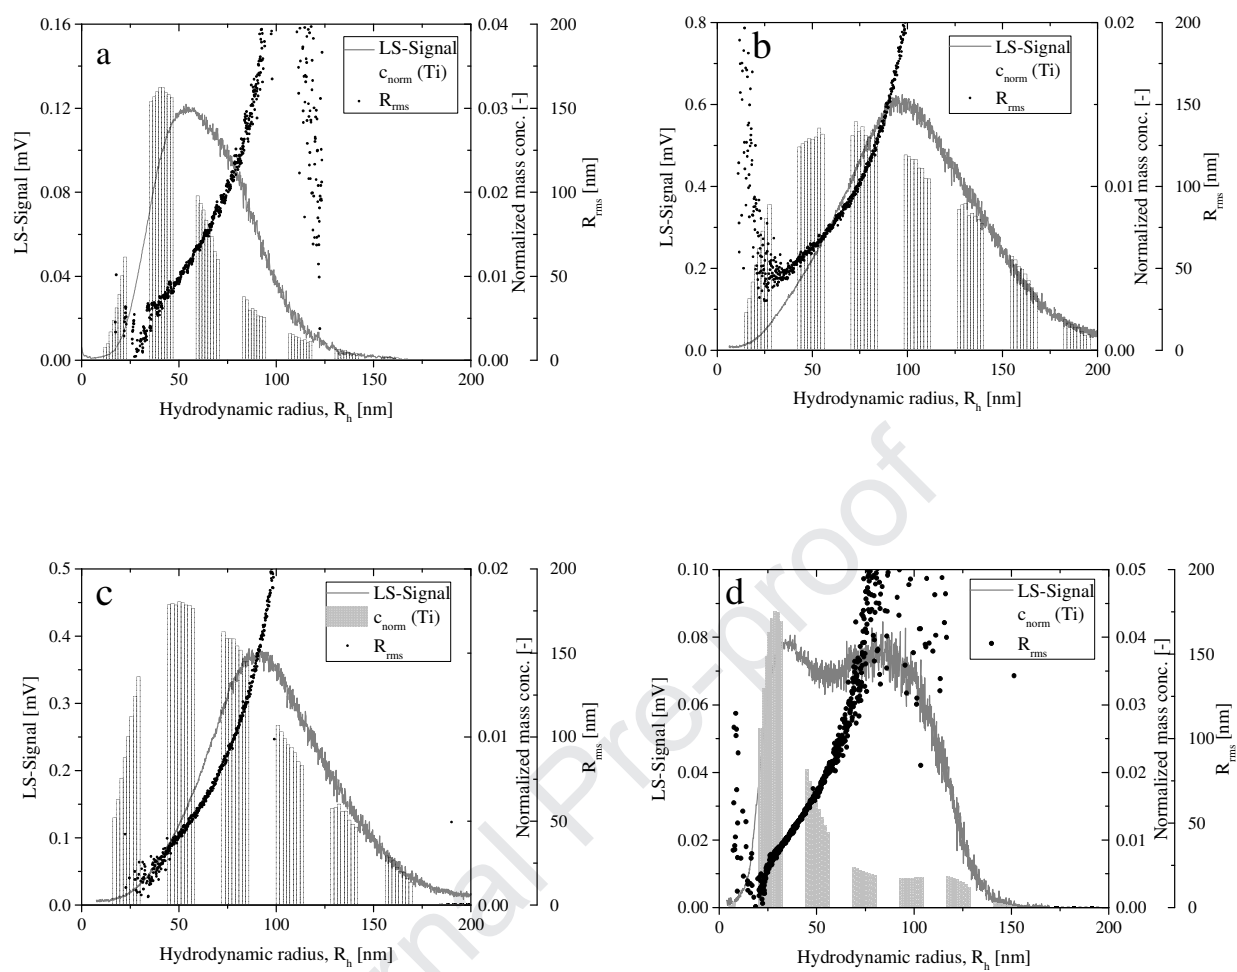 a
LS-Signal
c_norm (Ti)
R_rms
0.16
0.12
0.08
0.04
0.00
LS-Signal [mV]
0 50 100 150 200
Hydrodynamic radius, R_h [nm]
0.04
0.03
0.02
0.01
0.00
Normalized mass conc. [-]
200
150
100
50
0
R_rms [nm]
b
LS-Signal
c_norm (Ti)
R_rms
0.8
0.6
0.4
0.2
0.0
LS-Signal [mV]
0 50 100 150 200
Hydrodynamic radius, R_h [nm]
0.02
0.01
0.00
Normalized mass conc. [-]
200
150
100
50
0
R_rms [nm]
c
LS-Signal
c_norm (Ti)
R_rms
0.5
0.4
0.3
0.2
0.1
0.0
LS-Signal [mV]
0 50 100 150 200
Hydrodynamic radius, R_h [nm]
0.02
0.01
0.00
Normalized mass conc. [-]
200
150
100
50
0
R_rms [nm]
d
LS-Signal
c_norm (Ti)
R_rms
0.10
0.08
0.06
0.04
0.02
0.00
LS-Signal [mV]
0 50 100 150 200
Hydrodynamic radius, R_h [nm]
0.05
0.04
0.03
0.02
0.01
0.00
Normalized mass conc. [-]
200
150
100
50
0
R_rms [nm]
rnal Pre-proof